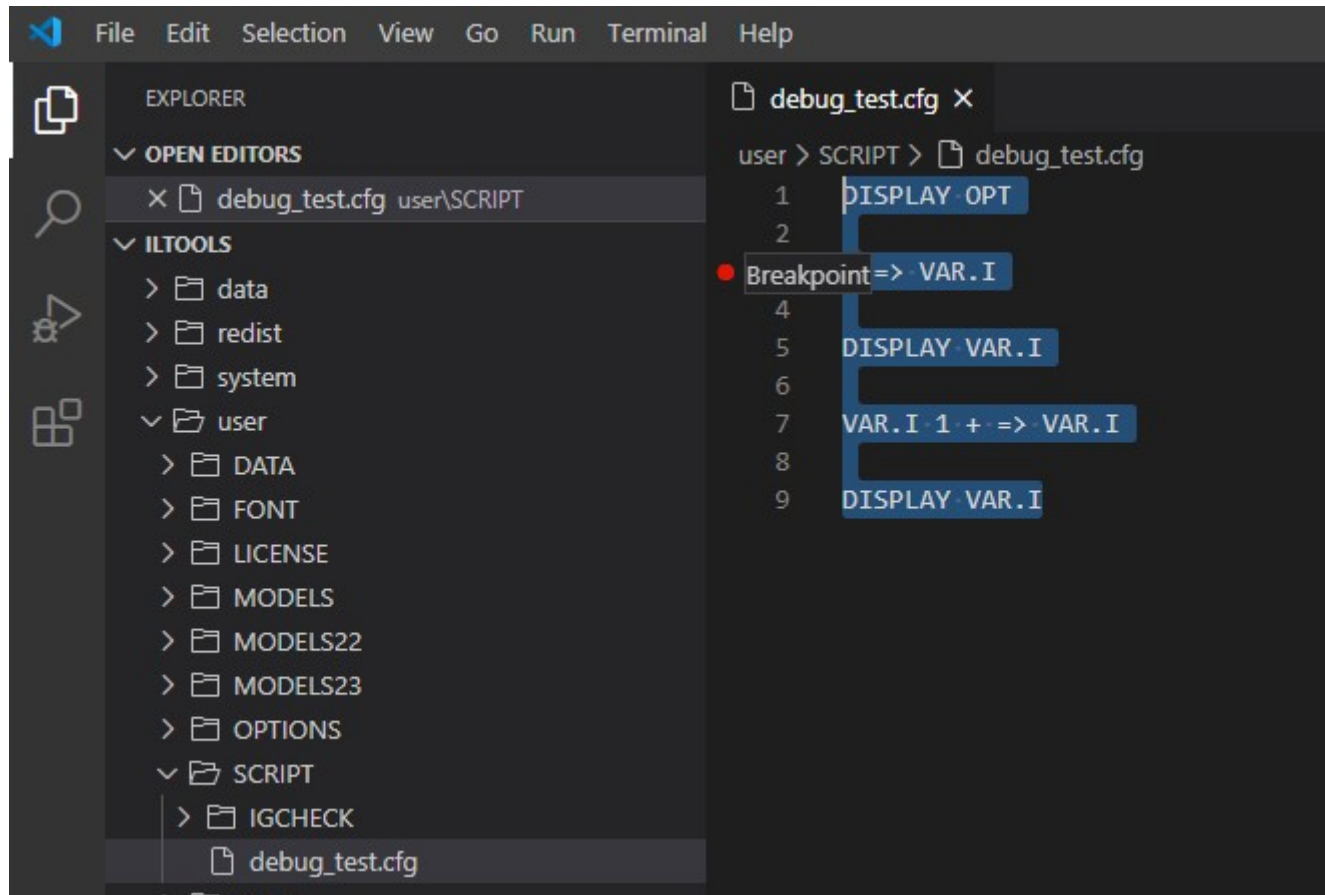 File Edit Selection View Go Run Terminal Help
EXPLORER
OPEN EDITORS
debug_test.cfg user\SCRIPT
ILTOOLS
data
redist
system
user
DATA
FONT
LICENSE
MODELS
MODELS22
MODELS23
OPTIONS
SCRIPT
IGCHECK
debug_test.cfg
debug_test.cfg
user > SCRIPT > debug_test.cfg
1 DISPLAY OPT
2
Breakpoint => VAR.I
4
5 DISPLAY VAR.I
6
7 VAR.I 1 + => VAR.I
8
9 DISPLAY VAR.I